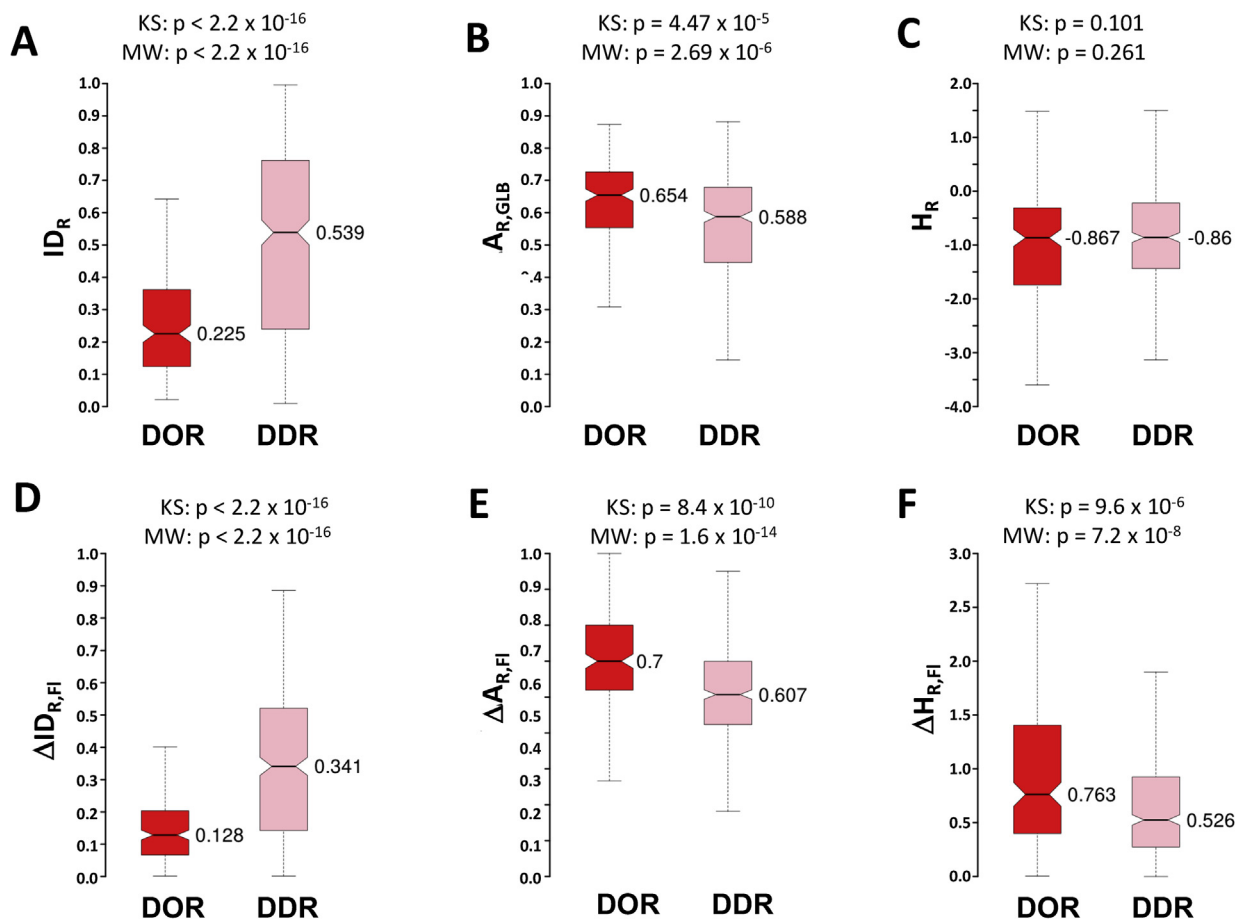 A
KS: p < 2.2 x 10⁻¹⁶
MW: p < 2.2 x 10⁻¹⁶
1.0
0.9
0.8
0.7
0.6
0.5
0.4
0.3
0.2
0.1
0.0
ID_R
0.225
0.539
DOR DDR
B
KS: p = 4.47 x 10⁻⁵
MW: p = 2.69 x 10⁻⁶
1.0
0.9
0.8
0.7
0.6
0.5
0.4
0.3
0.2
0.1
0.0
A_R,GLB
0.654
0.588
DOR DDR
C
KS: p = 0.101
MW: p = 0.261
2.0
1.0
0.0
-1.0
-2.0
-3.0
-4.0
H_R
-0.867
-0.86
DOR DDR
D
KS: p < 2.2 x 10⁻¹⁶
MW: p < 2.2 x 10⁻¹⁶
1.0
0.9
0.8
0.7
0.6
0.5
0.4
0.3
0.2
0.1
0.0
ΔID_R,FI
0.128
0.341
DOR DDR
E
KS: p = 8.4 x 10⁻¹⁰
MW: p = 1.6 x 10⁻¹⁴
1.0
0.9
0.8
0.7
0.6
0.5
0.4
0.3
0.2
0.1
0.0
ΔA_R,FI
0.7
0.607
DOR DDR
F
KS: p = 9.6 x 10⁻⁶
MW: p = 7.2 x 10⁻⁸
3.0
2.5
2.0
1.5
1.0
0.5
0.0
ΔH_R,FI
0.763
0.526
DOR DDR